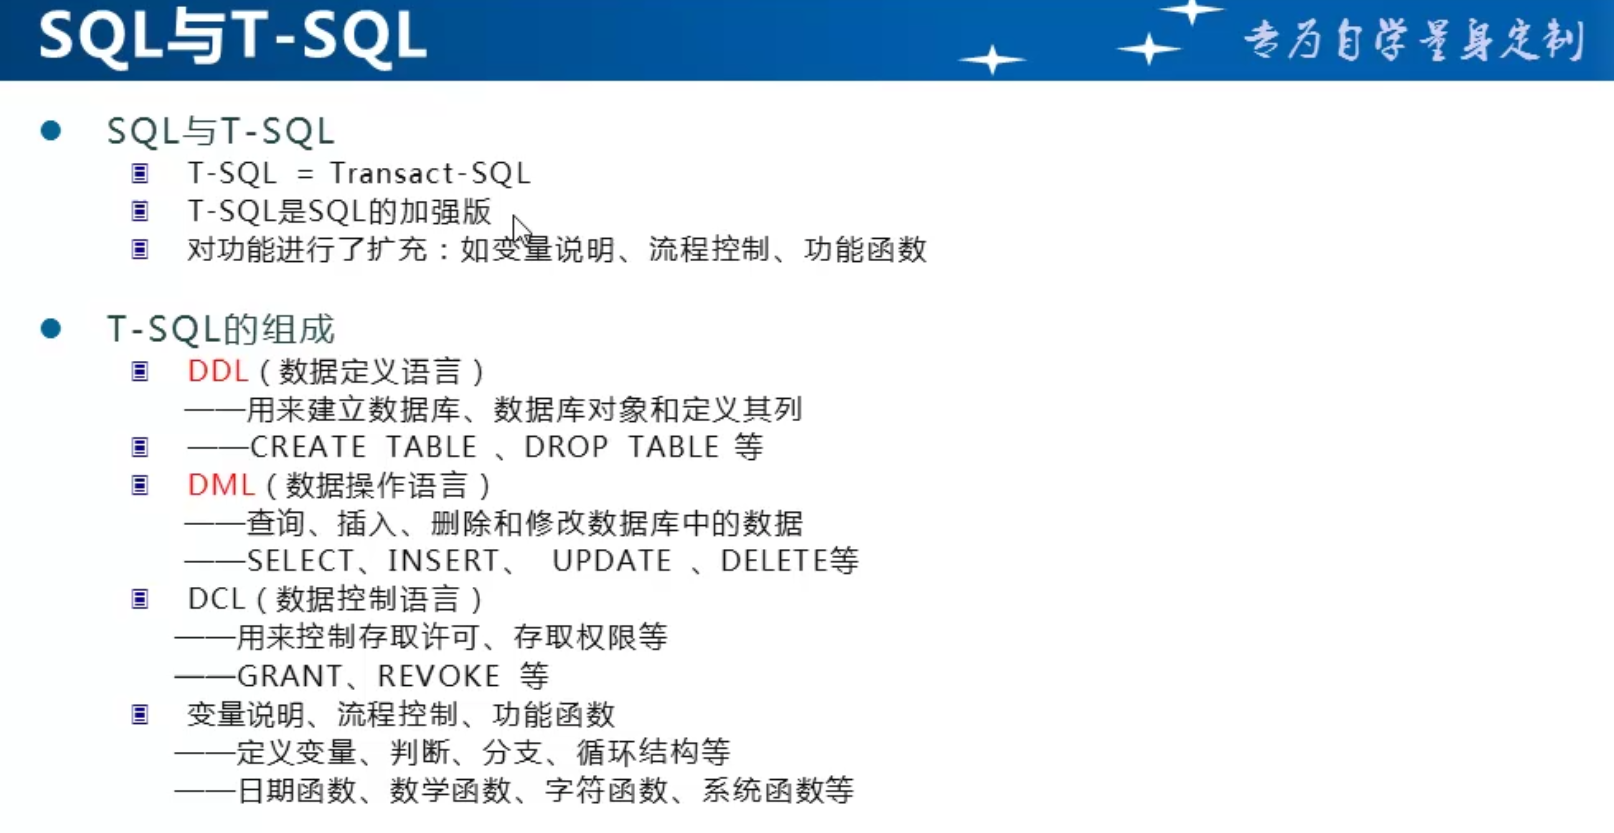 SQL与T-SQL
专为自学量身定制
SQL与T-SQL
T-SQL = Transact-SQL
T-SQL是SQL的加强版
对功能进行了扩充：如变量说明、流程控制、功能函数
T-SQL的组成
DDL（数据定义语言）
——用来建立数据库、数据库对象和定义其列
——CREATE TABLE 、DROP TABLE 等
DML（数据操作语言）
——查询、插入、删除和修改数据库中的数据
——SELECT、INSERT、 UPDATE 、DELETE等
DCL（数据控制语言）
——用来控制存取许可、存取权限等
——GRANT、REVOKE 等
变量说明、流程控制、功能函数
——定义变量、判断、分支、循环结构等
——日期函数、数学函数、字符函数、系统函数等